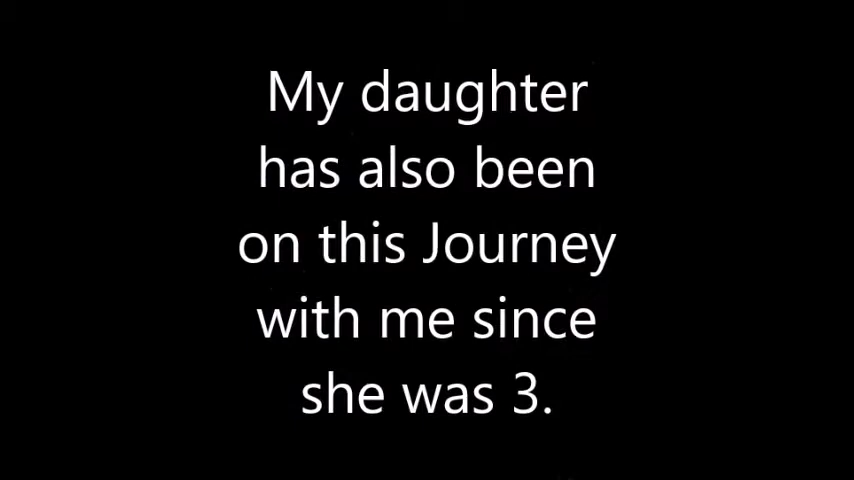 My daughter
has also been
on this Journey
with me since
she was 3.